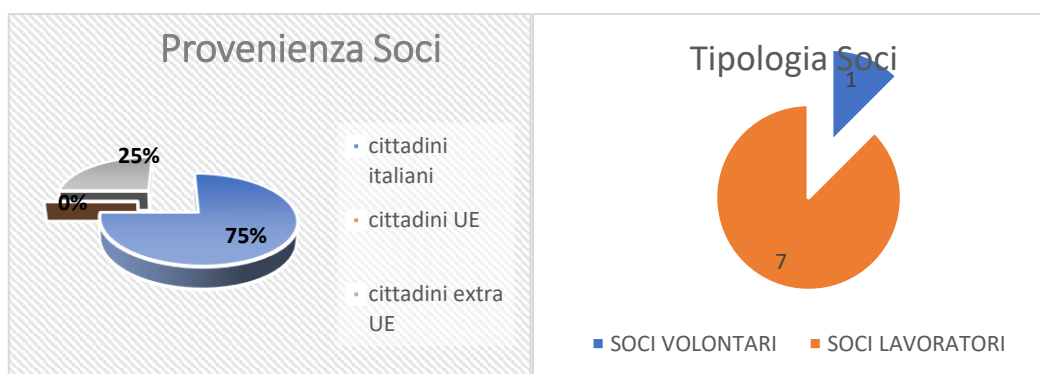 Provenienza Soci
25%
0%
75%
cittadini
italiani
cittadini UE
cittadini extra
UE
Tipologia Soci
1
7
SOCI VOLONTARI
SOCI LAVORATORI